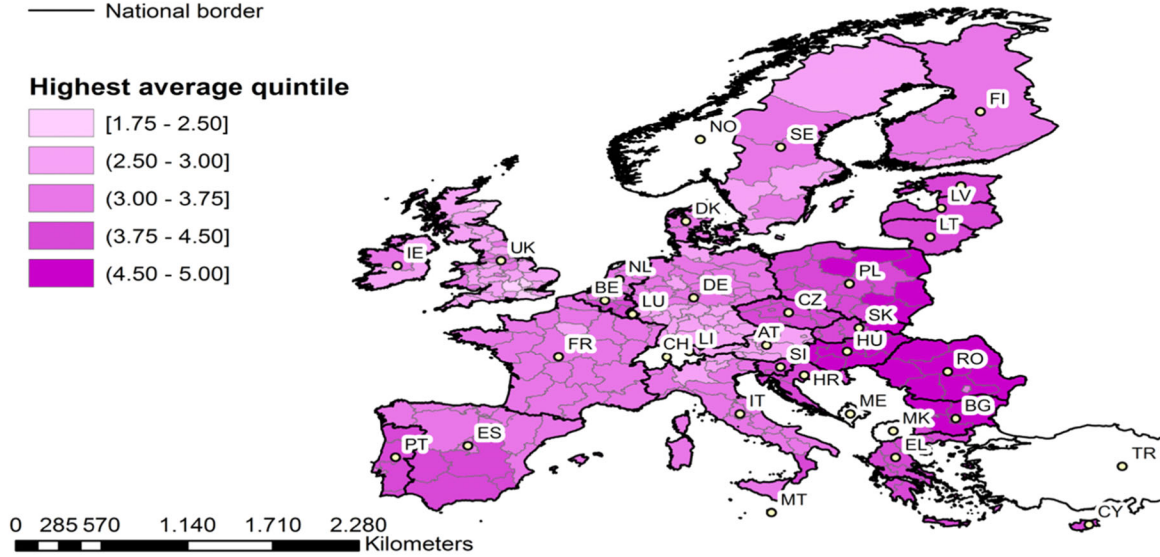 National border
Highest average quintile
[1.75 - 2.50]
(2.50 - 3.00]
(3.00 - 3.75]
(3.75 - 4.50]
(4.50 - 5.00]
FI
NO
SE
LV
DK
LT
IE
UK
NL
PL
BE
DE
LU
CZ
SK
AT
FR
CH
LI
HU
SI
RO
HR
IT
ME
BG
MK
ES
PT
EL
TR
MT
CY
0 285 570 1.140 1.710 2.280
Kilometers